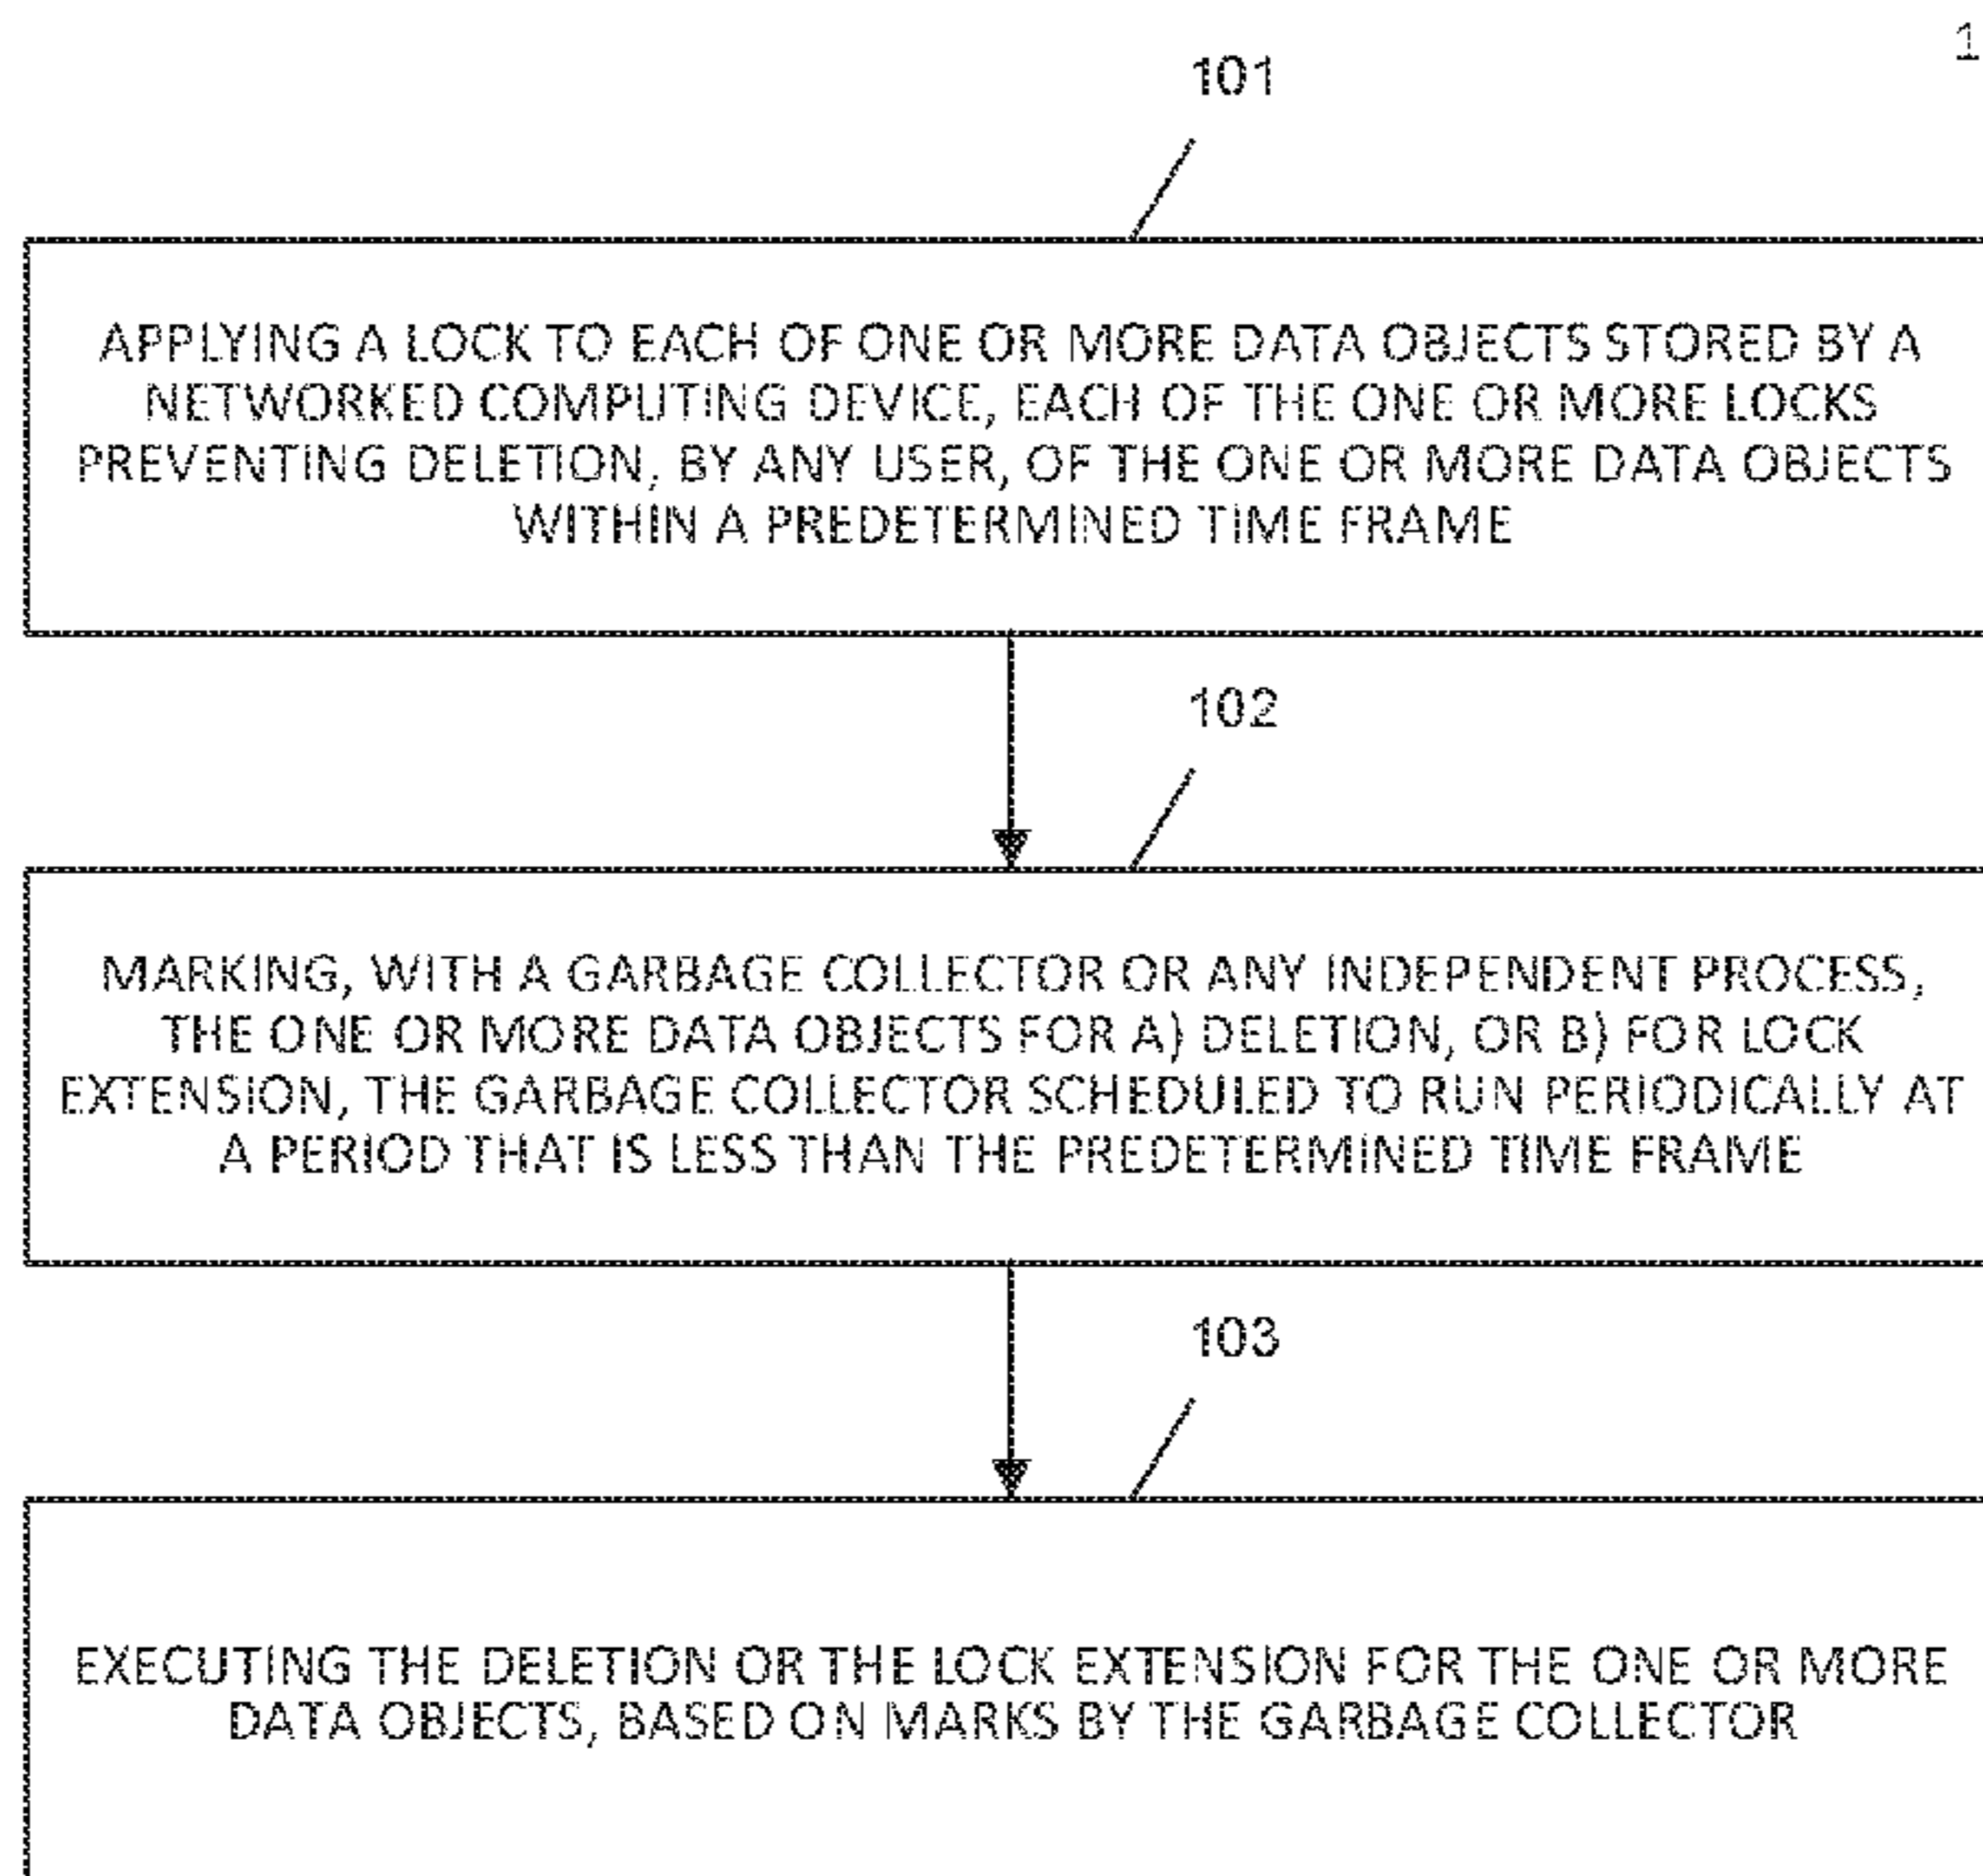 1
101
APPLYING A LOCK TO EACH OF ONE OR MORE DATA OBJECTS STORED BY A
NETWORKED COMPUTING DEVICE, EACH OF THE ONE OR MORE LOCKS
PREVENTING DELETION, BY ANY USER, OF THE ONE OR MORE DATA OBJECTS
WITHIN A PREDETERMINED TIME FRAME
102
MARKING, WITH A GARBAGE COLLECTOR OR ANY INDEPENDENT PROCESS,
THE ONE OR MORE DATA OBJECTS FOR A) DELETION, OR B) FOR LOCK
EXTENSION, THE GARBAGE COLLECTOR SCHEDULED TO RUN PERIODICALLY AT
A PERIOD THAT IS LESS THAN THE PREDETERMINED TIME FRAME
103
EXECUTING THE DELETION OR THE LOCK EXTENSION FOR THE ONE OR MORE
DATA OBJECTS, BASED ON MARKS BY THE GARBAGE COLLECTOR